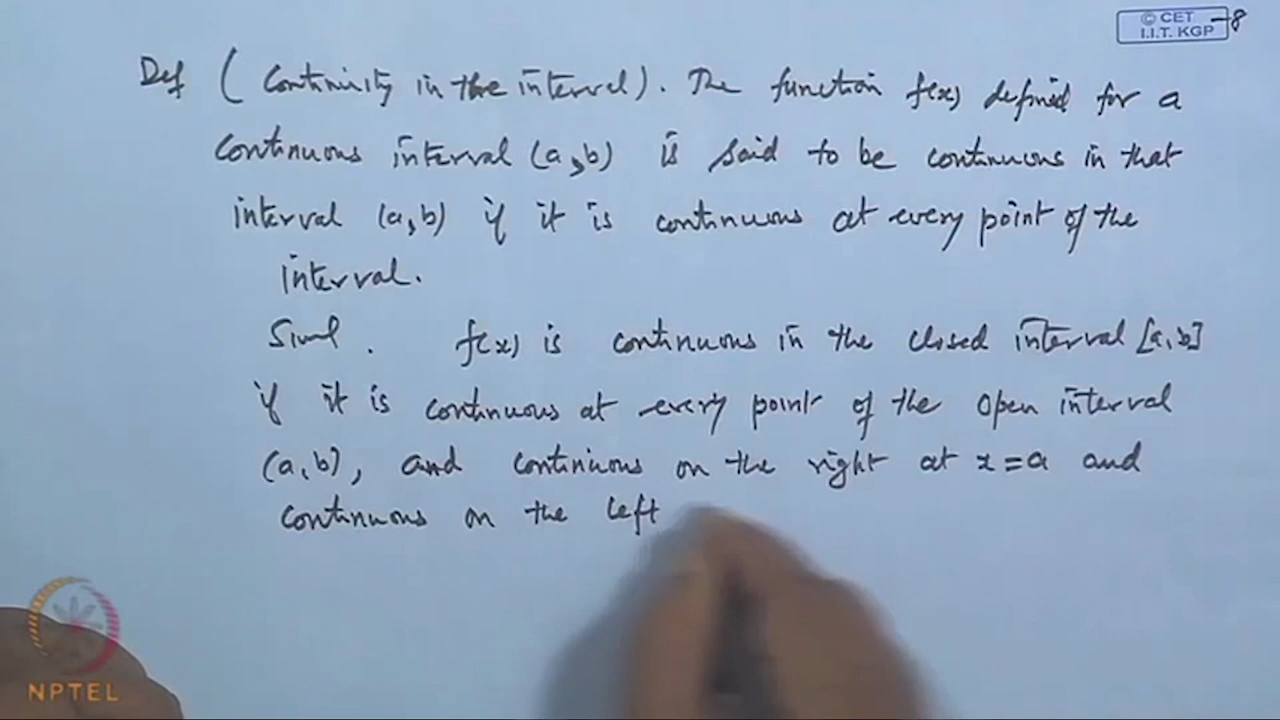 © CET
I.I.T. KGP
-8
Def ( Continuity in the interval). The function f(x) defined for a
continuous interval (a,b) is said to be continuous in that
interval (a,b) if it is continuous at every point of the
interval.
Siml. f(x) is continuous in the closed interval [a,b]
if it is continuous at every point of the open interval
(a,b), and continuous on the right at x=a and
continuous on the left
NPTEL